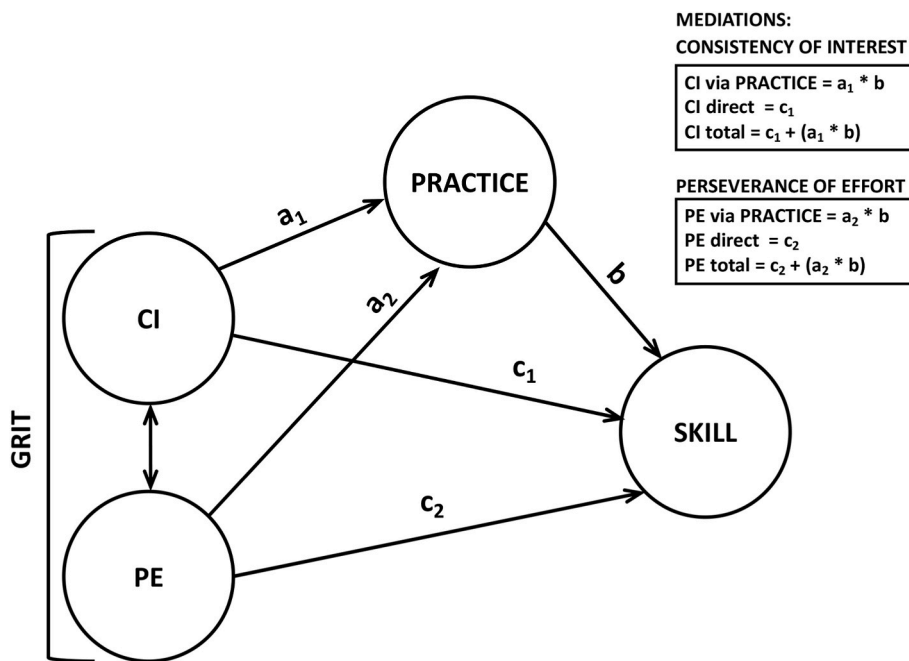 MEDIATIONS:
CONSISTENCY OF INTEREST
CI via PRACTICE = a₁ * b
CI direct = c₁
CI total = c₁ + (a₁ * b)
PERSEVERANCE OF EFFORT
PE via PRACTICE = a₂ * b
PE direct = c₂
PE total = c₂ + (a₂ * b)
PRACTICE
a₁
a₂
b
CI
c₁
GRIT
SKILL
c₂
PE